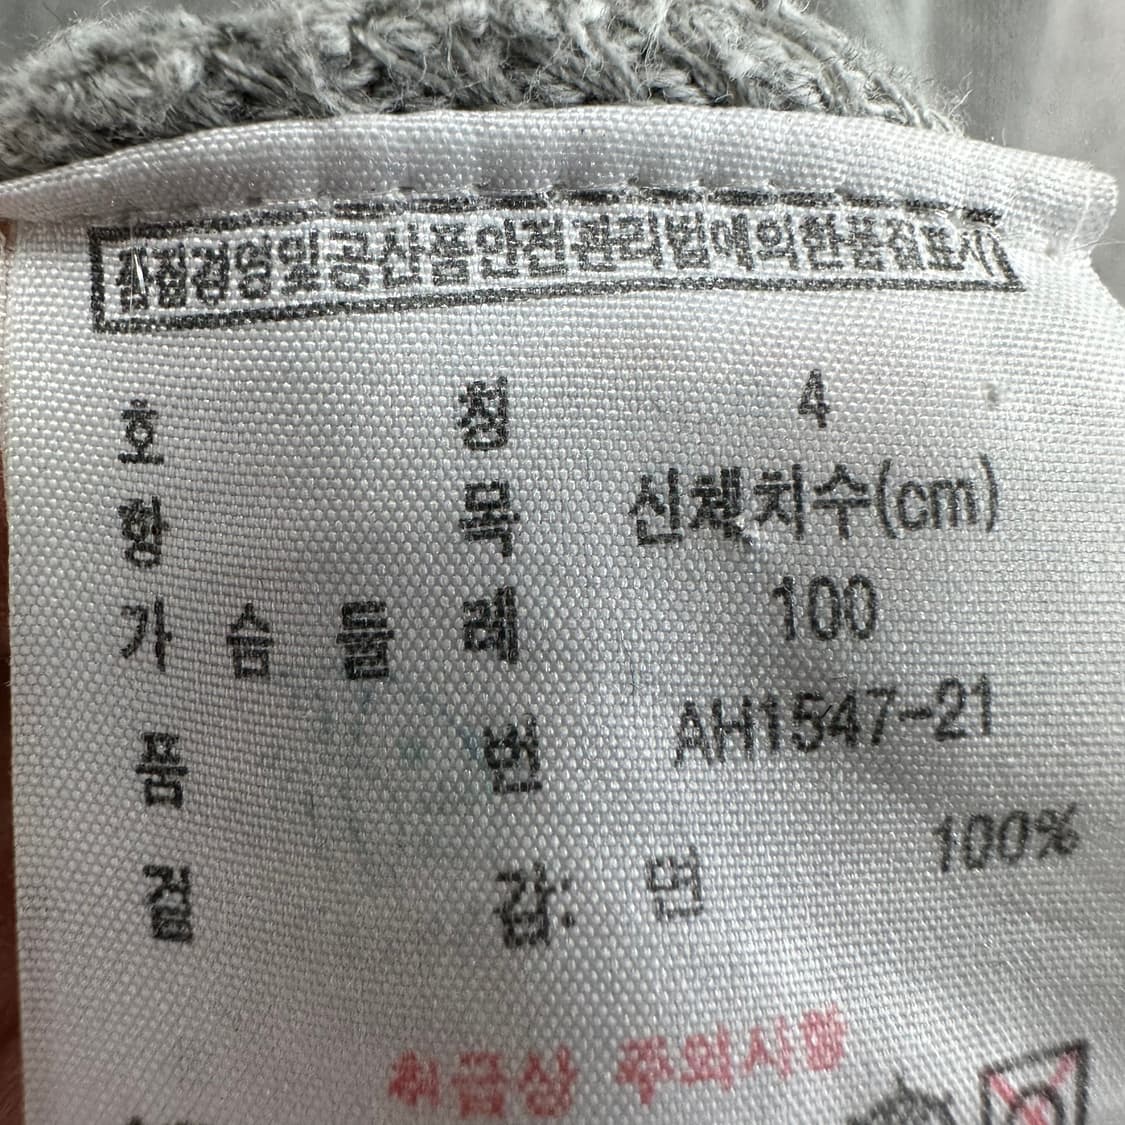 품질경영및공산품안전관리법에의한품질표시
호 칭 4
항 목 신체치수(cm)
가 슴 둘 레 100
품 번 AH1547-21
겉 감: 면 100%
취급상 주의사항